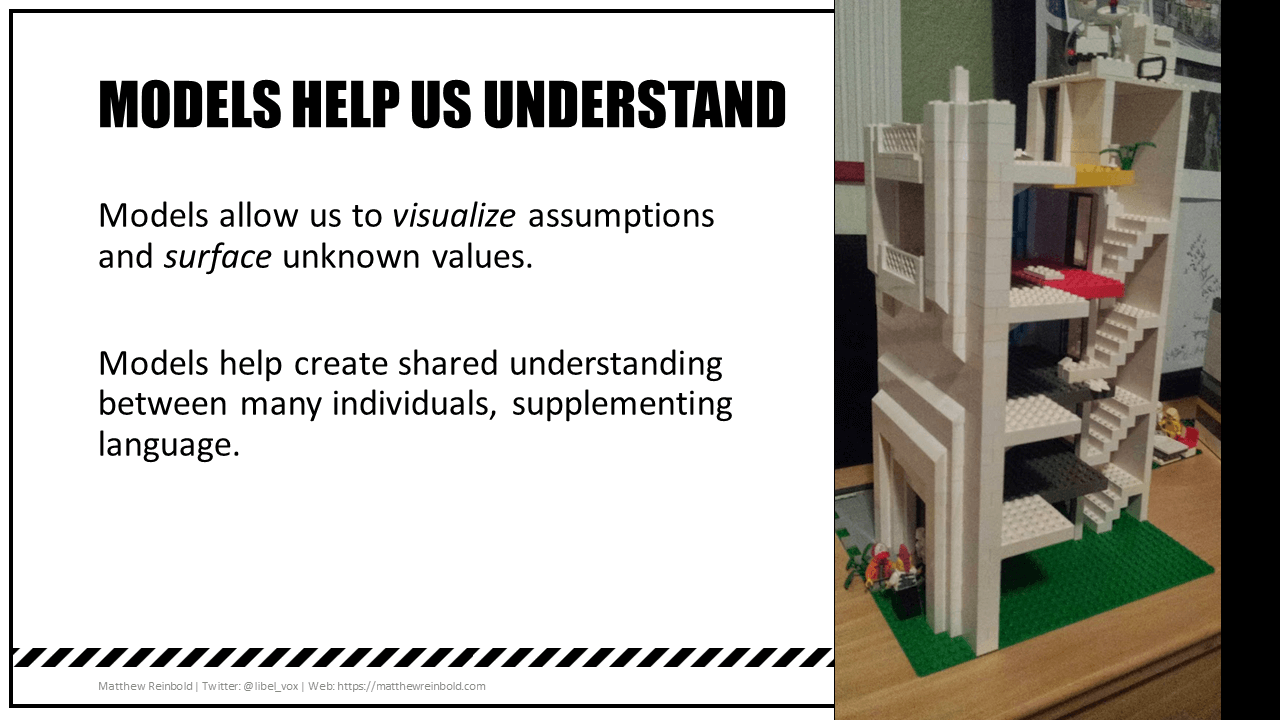 MODELS HELP US UNDERSTAND
Models allow us to visualize assumptions
and surface unknown values.
Models help create shared understanding
between many individuals, supplementing
language.
Matthew Reinbold | Twitter: @libel_vox | Web: https://matthewreinbold.com